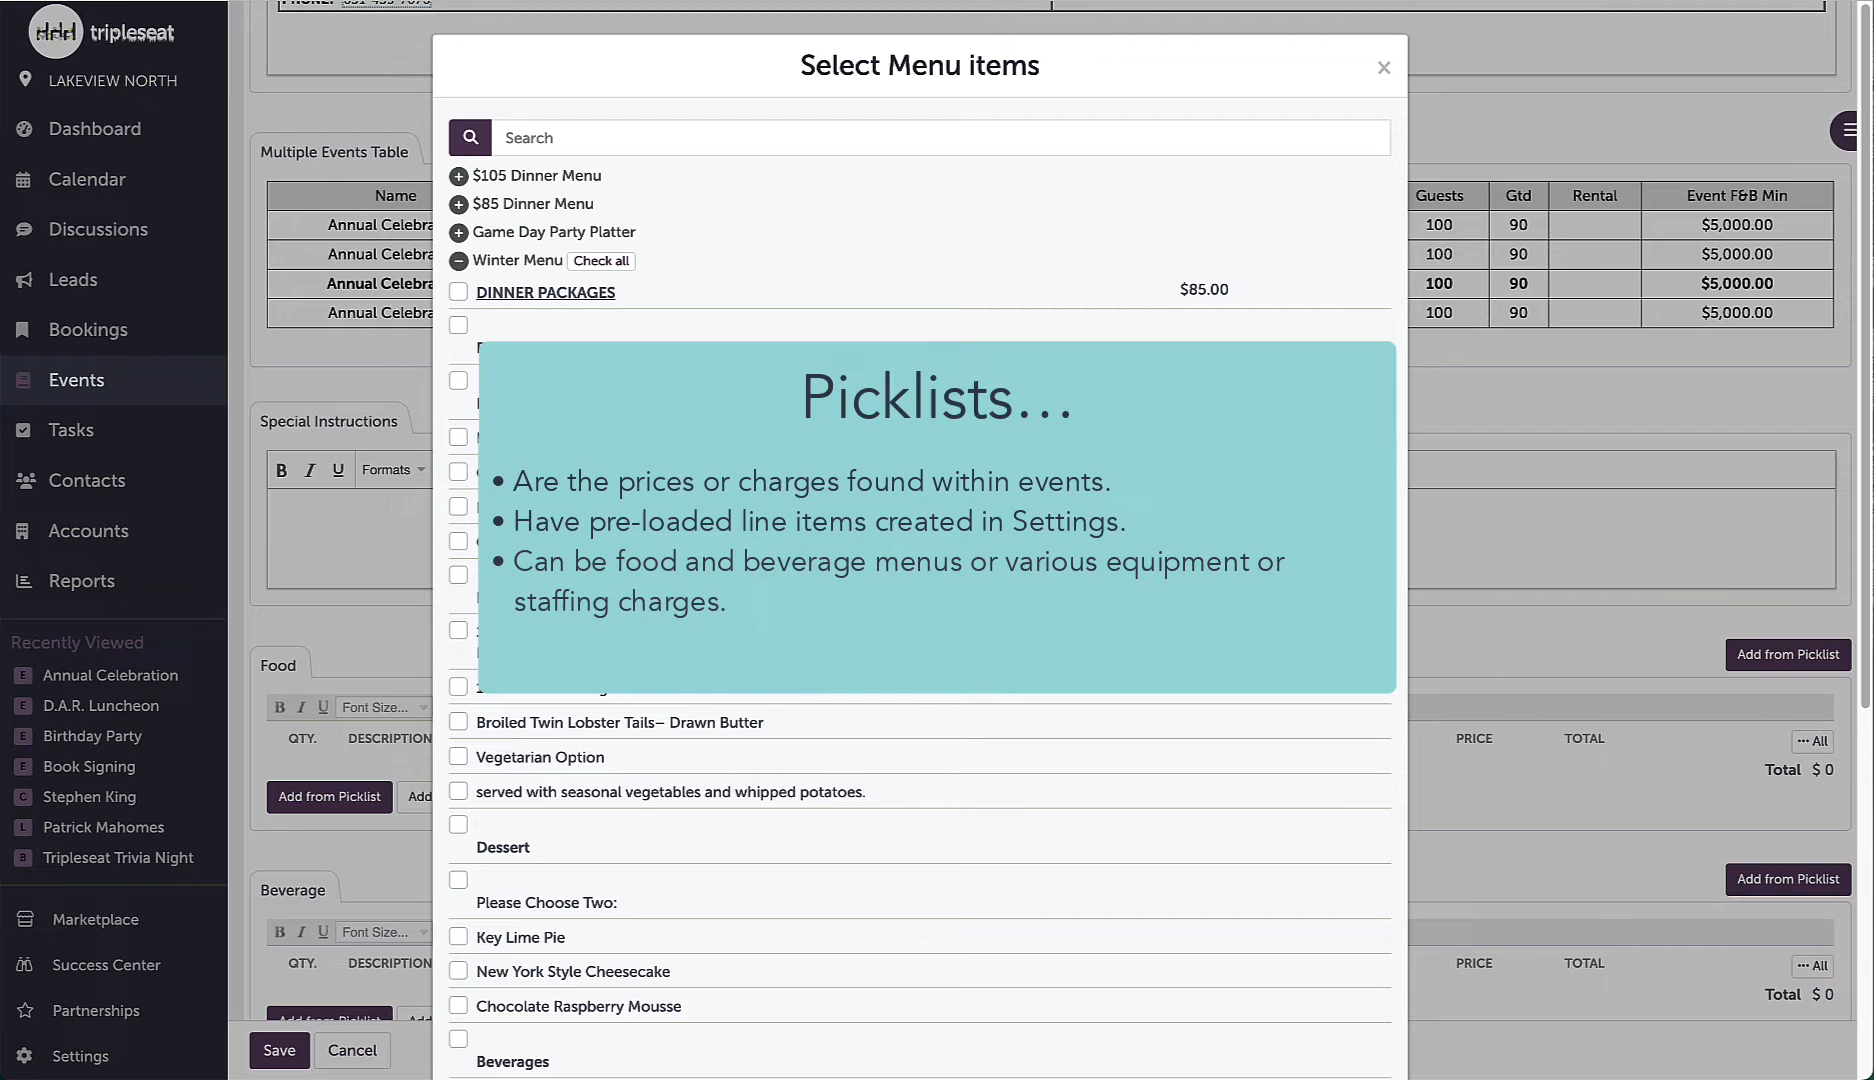 PHONE:
tripleseat
LAKEVIEW NORTH
Dashboard
Calendar
Discussions
Leads
Bookings
Events
Tasks
Contacts
Accounts
Reports
Recently Viewed
E Annual Celebration
E D.A.R. Luncheon
E Birthday Party
E Book Signing
C Stephen King
L Patrick Mahomes
B Tripleseat Trivia Night
Marketplace
Success Center
Partnerships
Settings
Multiple Events Table
Name Guests Gtd Rental Event F&B Min
Annual Celebra 100 90 $5,000.00
Annual Celebra 100 90 $5,000.00
Annual Celebra 100 90 $5,000.00
Annual Celebra 100 90 $5,000.00
Special Instructions
B I U Formats
Food
Add from Picklist
B I U Font Size...
QTY. DESCRIPTION PRICE TOTAL
... All
Total $ 0
Add from Picklist Add
Beverage
Add from Picklist
B I U Font Size...
QTY. DESCRIPTION PRICE TOTAL
... All
Total $ 0
Add from Picklist Add
Save Cancel
Select Menu items ×
Search
$105 Dinner Menu
$85 Dinner Menu
Game Day Party Platter
Winter Menu Check all
DINNER PACKAGES $85.00
Picklists...
• Are the prices or charges found within events.
• Have pre-loaded line items created in Settings.
• Can be food and beverage menus or various equipment or
staffing charges.
Broiled Twin Lobster Tails– Drawn Butter
Vegetarian Option
served with seasonal vegetables and whipped potatoes.
Dessert
Please Choose Two:
Key Lime Pie
New York Style Cheesecake
Chocolate Raspberry Mousse
Beverages